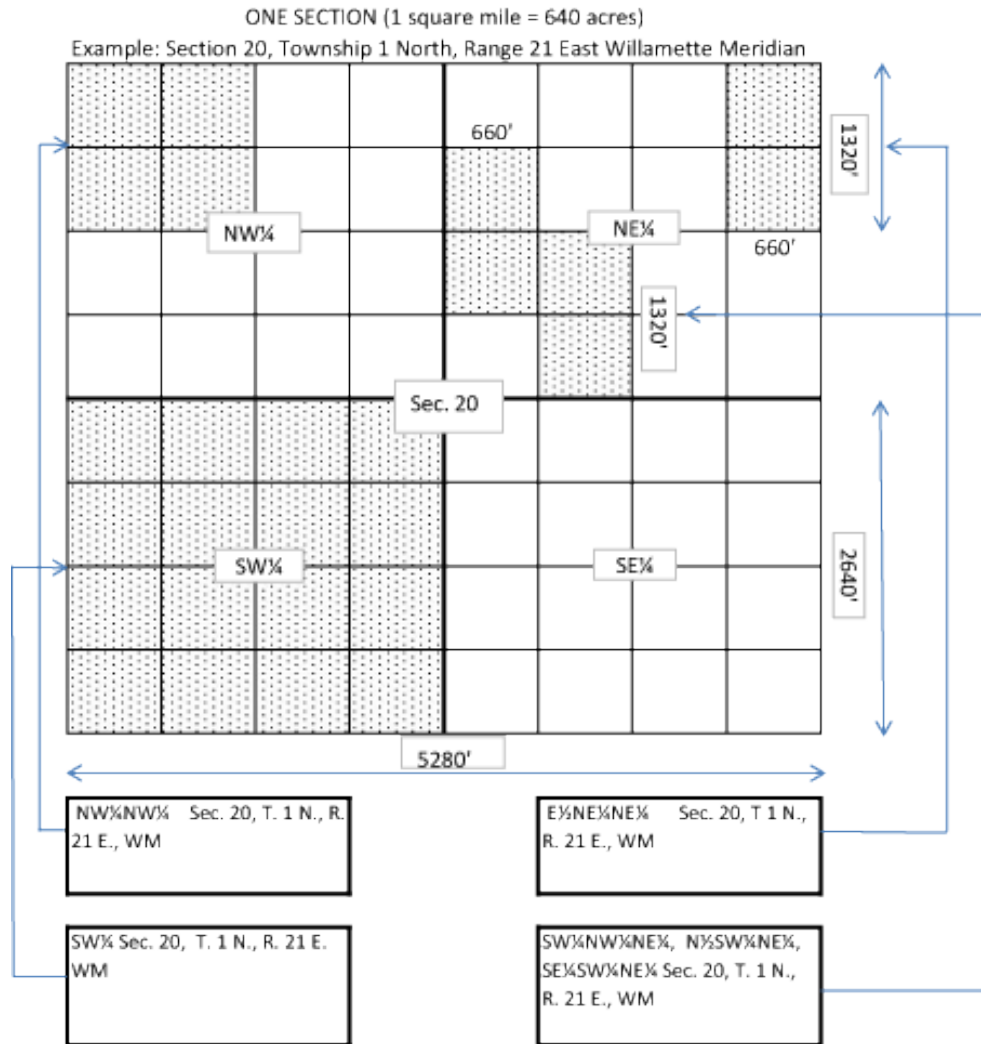 ONE SECTION (1 square mile = 640 acres)
Example: Section 20, Township 1 North, Range 21 East Willamette Meridian
660'
1320'
NW¼
NE¼
660'
1320'
Sec. 20
SW¼
SE¼
2640'
5280'
NW¼NW¼ Sec. 20, T. 1 N., R.
21 E., WM
E½NE¼NE¼ Sec. 20, T 1 N.,
R. 21 E., WM
SW¼ Sec. 20, T. 1 N., R. 21 E.
WM
SW¼NW¼NE¼, N½SW¼NE¼,
SE¼SW¼NE¼ Sec. 20, T. 1 N.,
R. 21 E., WM